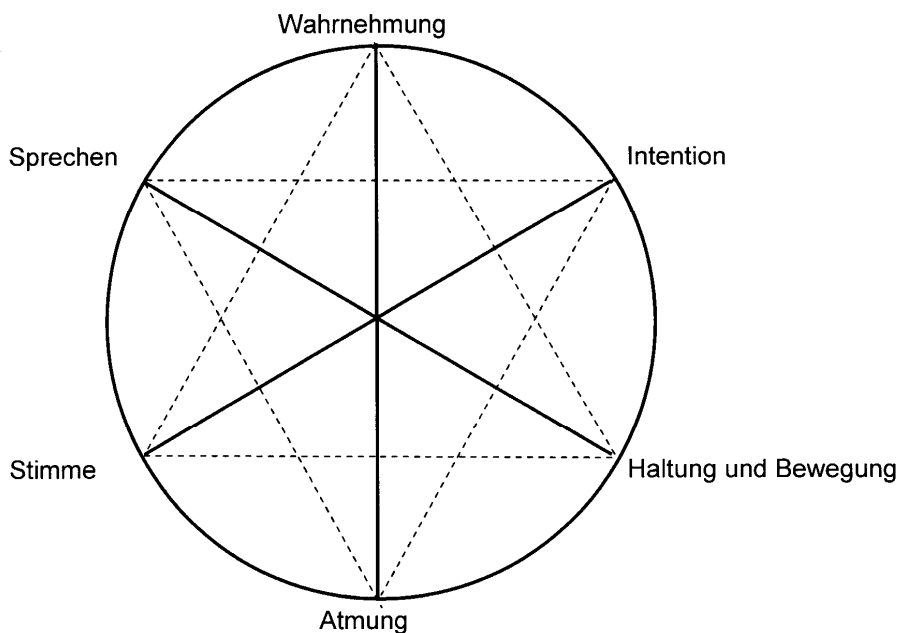 Wahrnehmung
Sprechen
Intention
Stimme
Haltung und Bewegung
Atmung